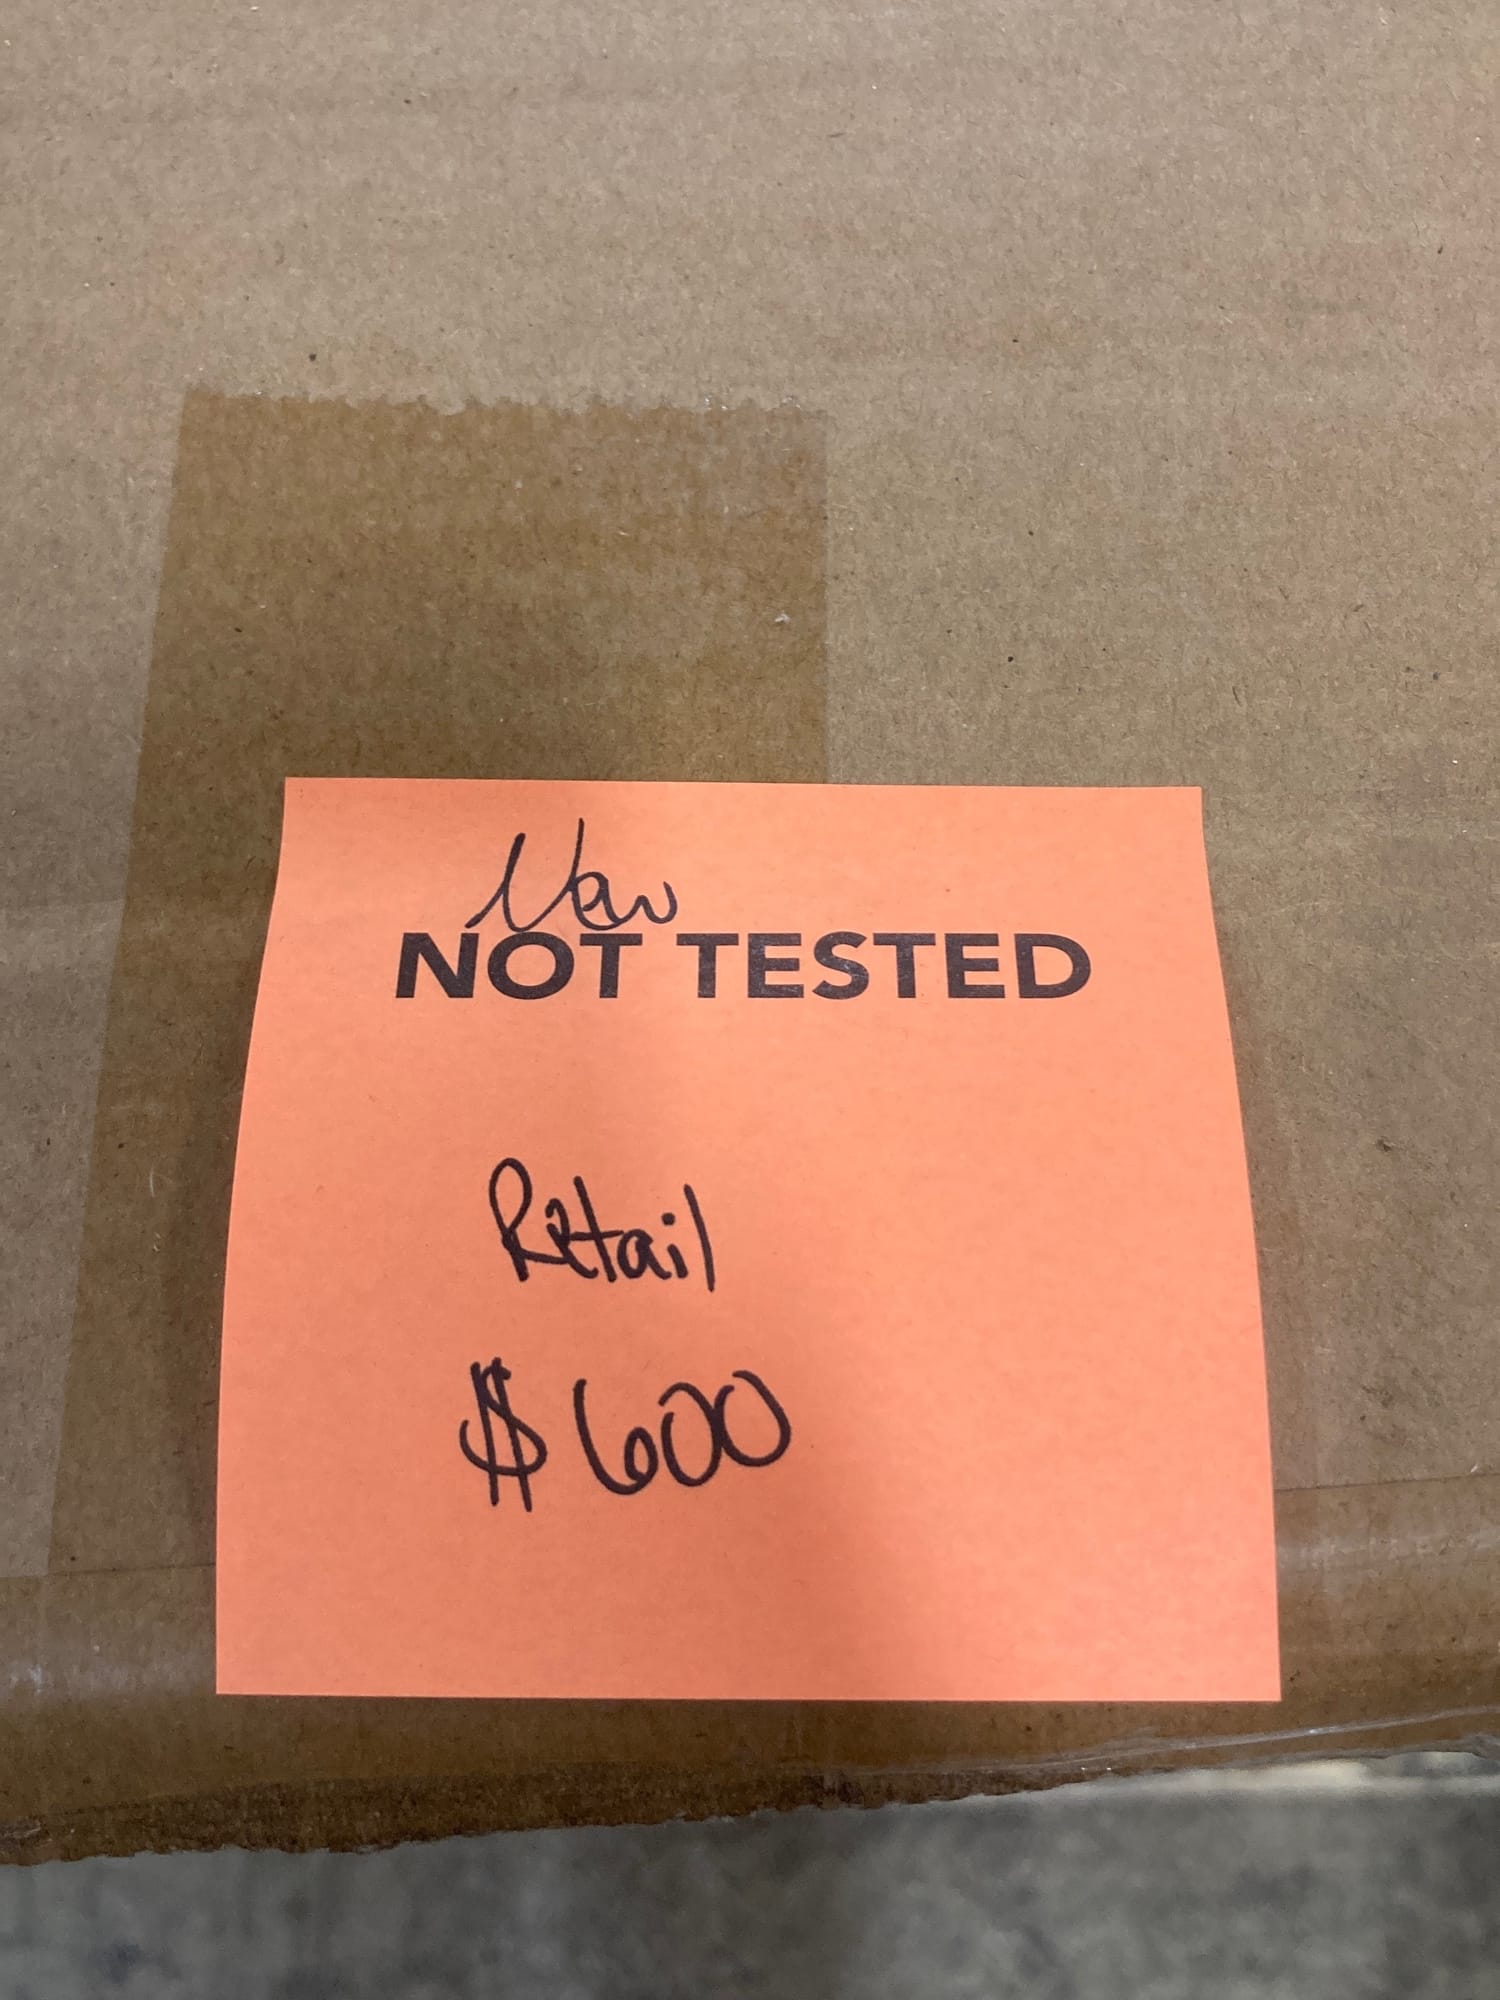 New
NOT TESTED
Retail
$600